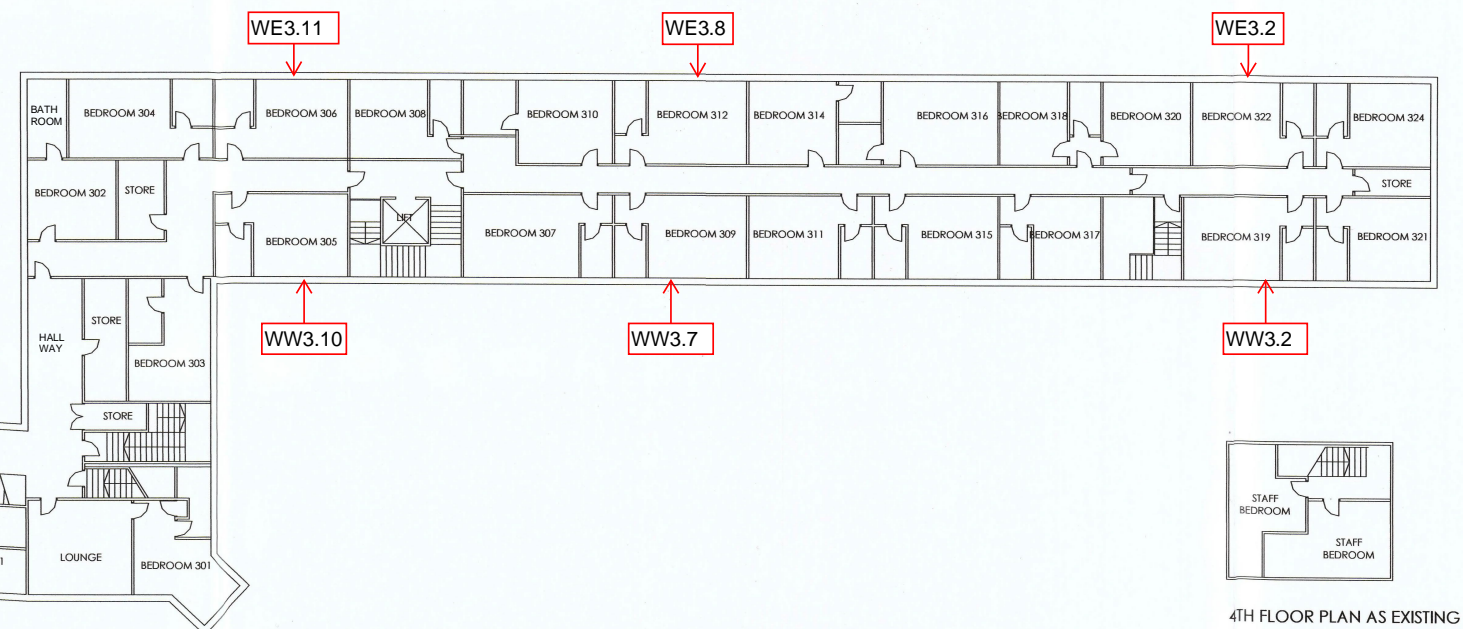 WE3.11
WE3.8
WE3.2
BATH
ROOM
BEDROOM 304
BEDROOM 306
BEDROOM 308
BEDROOM 310
BEDROOM 312
BEDROOM 314
BEDROOM 316
BEDROOM 318
BEDROOM 320
BEDROOM 322
BEDROOM 324
BEDROOM 302
STORE
STORE
LIFT
BEDROOM 305
BEDROOM 307
BEDROOM 309
BEDROOM 311
BEDROOM 315
BEDROOM 317
BEDROOM 319
BEDROOM 321
WW3.10
WW3.7
WW3.2
HALL
WAY
STORE
BEDROOM 303
STORE
LOUNGE
BEDROOM 301
1
STAFF
BEDROOM
STAFF
BEDROOM
4TH FLOOR PLAN AS EXISTING